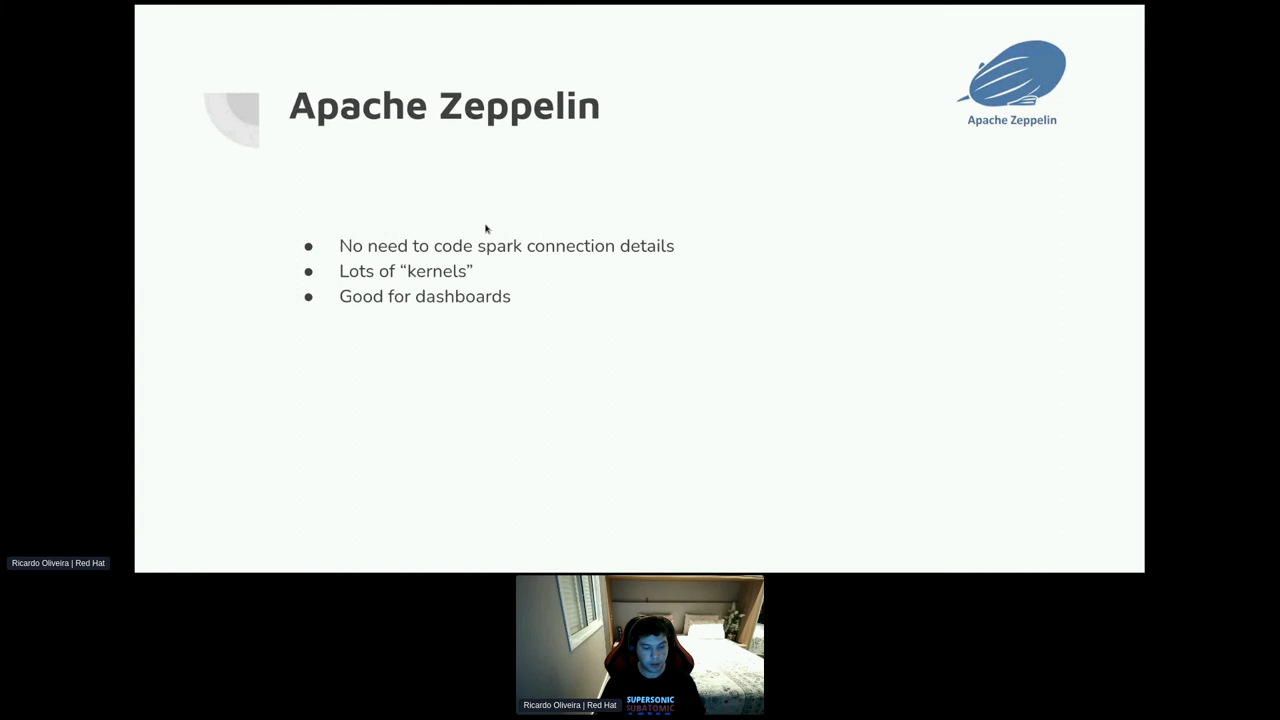 Apache Zeppelin
Apache Zeppelin
● No need to code spark connection details
● Lots of “kernels”
● Good for dashboards
Ricardo Oliveira | Red Hat
SUPERSONIC
SUBATOMIC
Ricardo Oliveira | Red Hat